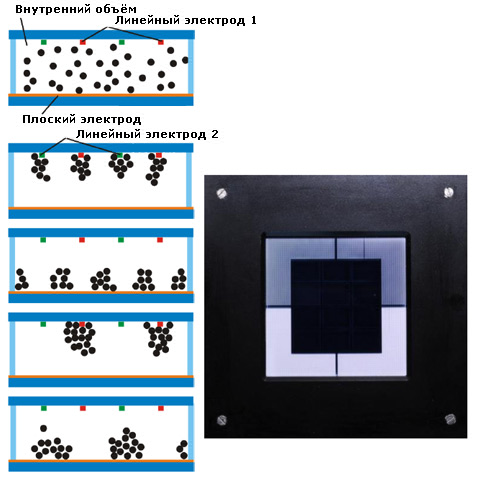 Внутренний объём
Линейный электрод 1
Плоский электрод
Линейный электрод 2